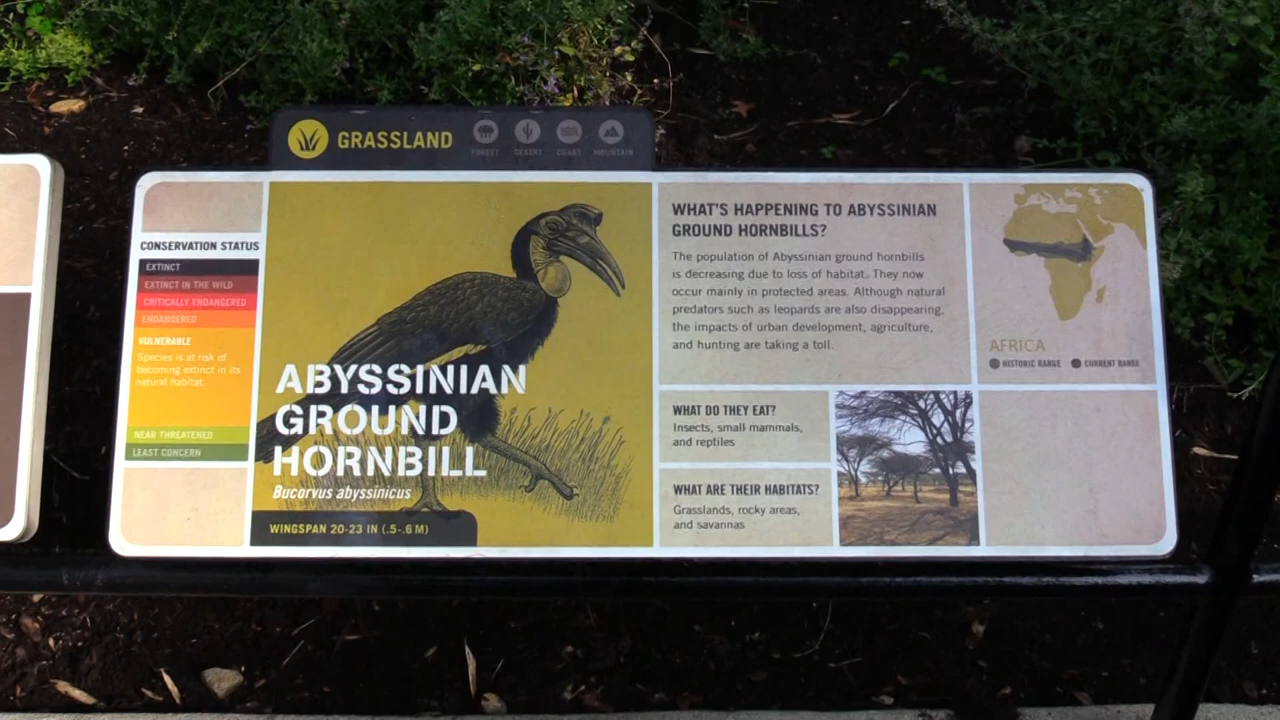 GRASSLAND
FOREST
DESERT
COAST
MOUNTAIN
CONSERVATION STATUS
EXTINCT
EXTINCT IN THE WILD
CRITICALLY ENDANGERED
ENDANGERED
VULNERABLE
Species is at risk of
becoming extinct in its
natural habitat.
NEAR THREATENED
LEAST CONCERN
ABYSSINIAN
GROUND
HORNBILL
Bucorvus abyssinicus
WINGSPAN 20-23 IN (.5-.6 M)
WHAT'S HAPPENING TO ABYSSINIAN
GROUND HORNBILLS?
The population of Abyssinian ground hornbills
is decreasing due to loss of habitat. They now
occur mainly in protected areas. Although natural
predators such as leopards are also disappearing,
the impacts of urban development, agriculture,
and hunting are taking a toll.
WHAT DO THEY EAT?
Insects, small mammals,
and reptiles
WHAT ARE THEIR HABITATS?
Grasslands, rocky areas,
and savannas
AFRICA
HISTORIC RANGE
CURRENT RANGE